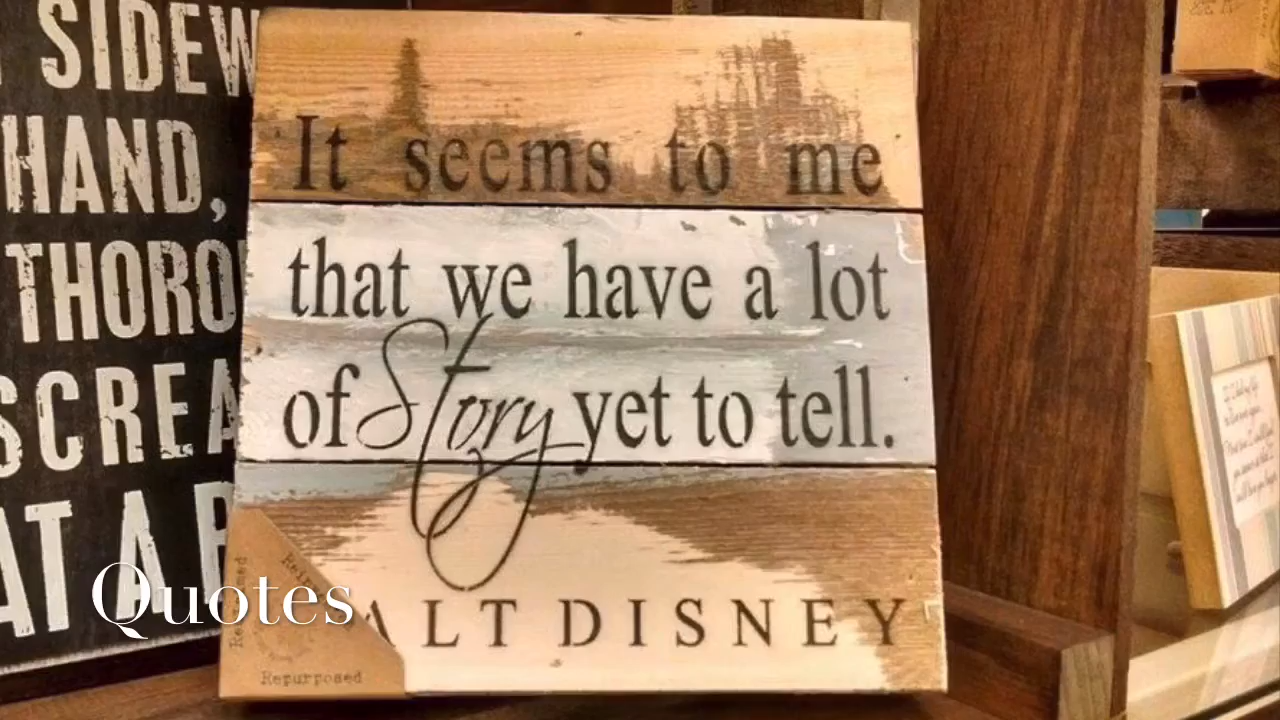 SIDEW
HAND,
THORO
SCREA
AT A
It seems to me
that we have a lot
of Story yet to tell.
ALT DISNEY
Repurposed
Quotes